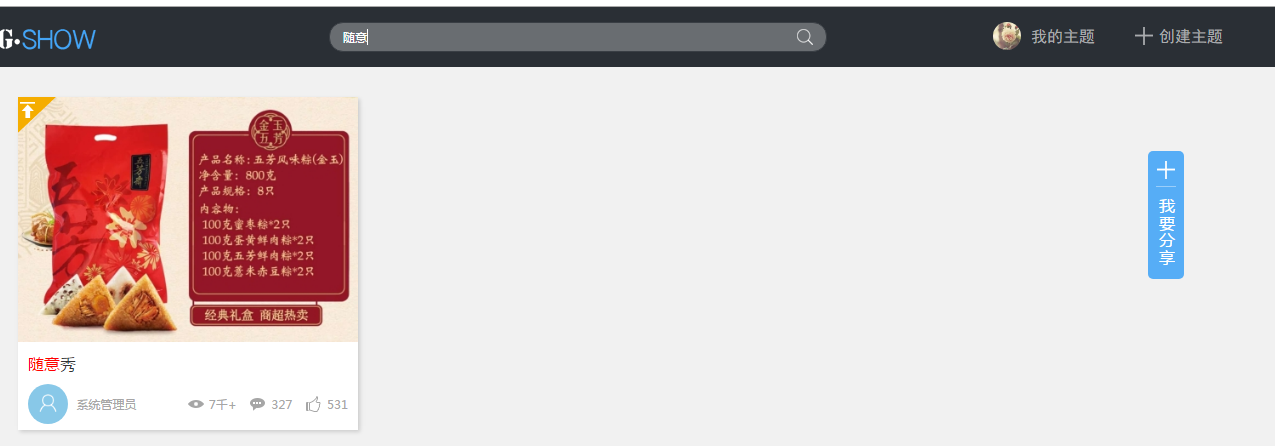 G·SHOW
随意
我的主题
创建主题
金玉
五芳
五芳斋
五芳
产品名称：五芳风味粽(金玉)
净含量：800克
产品规格：8只
内容物：
100克蜜枣粽*2只
100克蛋黄鲜肉粽*2只
100克五芳鲜肉粽*2只
100克薏米赤豆粽*2只
经典礼盒 商超热卖
随意秀
系统管理员
7千+
327
531
我要分享